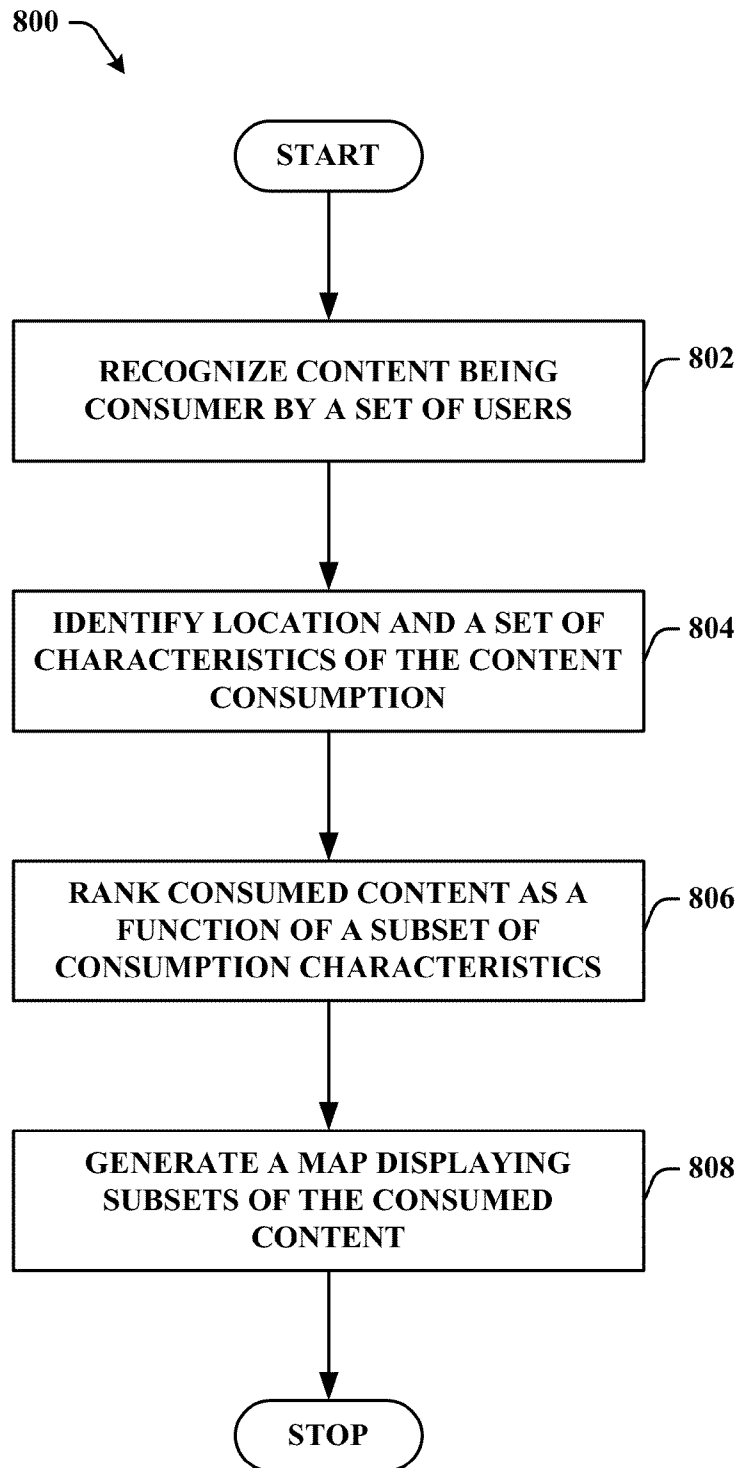 800
START
RECOGNIZE CONTENT BEING
CONSUMER BY A SET OF USERS
802
IDENTIFY LOCATION AND A SET OF
CHARACTERISTICS OF THE CONTENT
CONSUMPTION
804
RANK CONSUMED CONTENT AS A
FUNCTION OF A SUBSET OF
CONSUMPTION CHARACTERISTICS
806
GENERATE A MAP DISPLAYING
SUBSETS OF THE CONSUMED
CONTENT
808
STOP